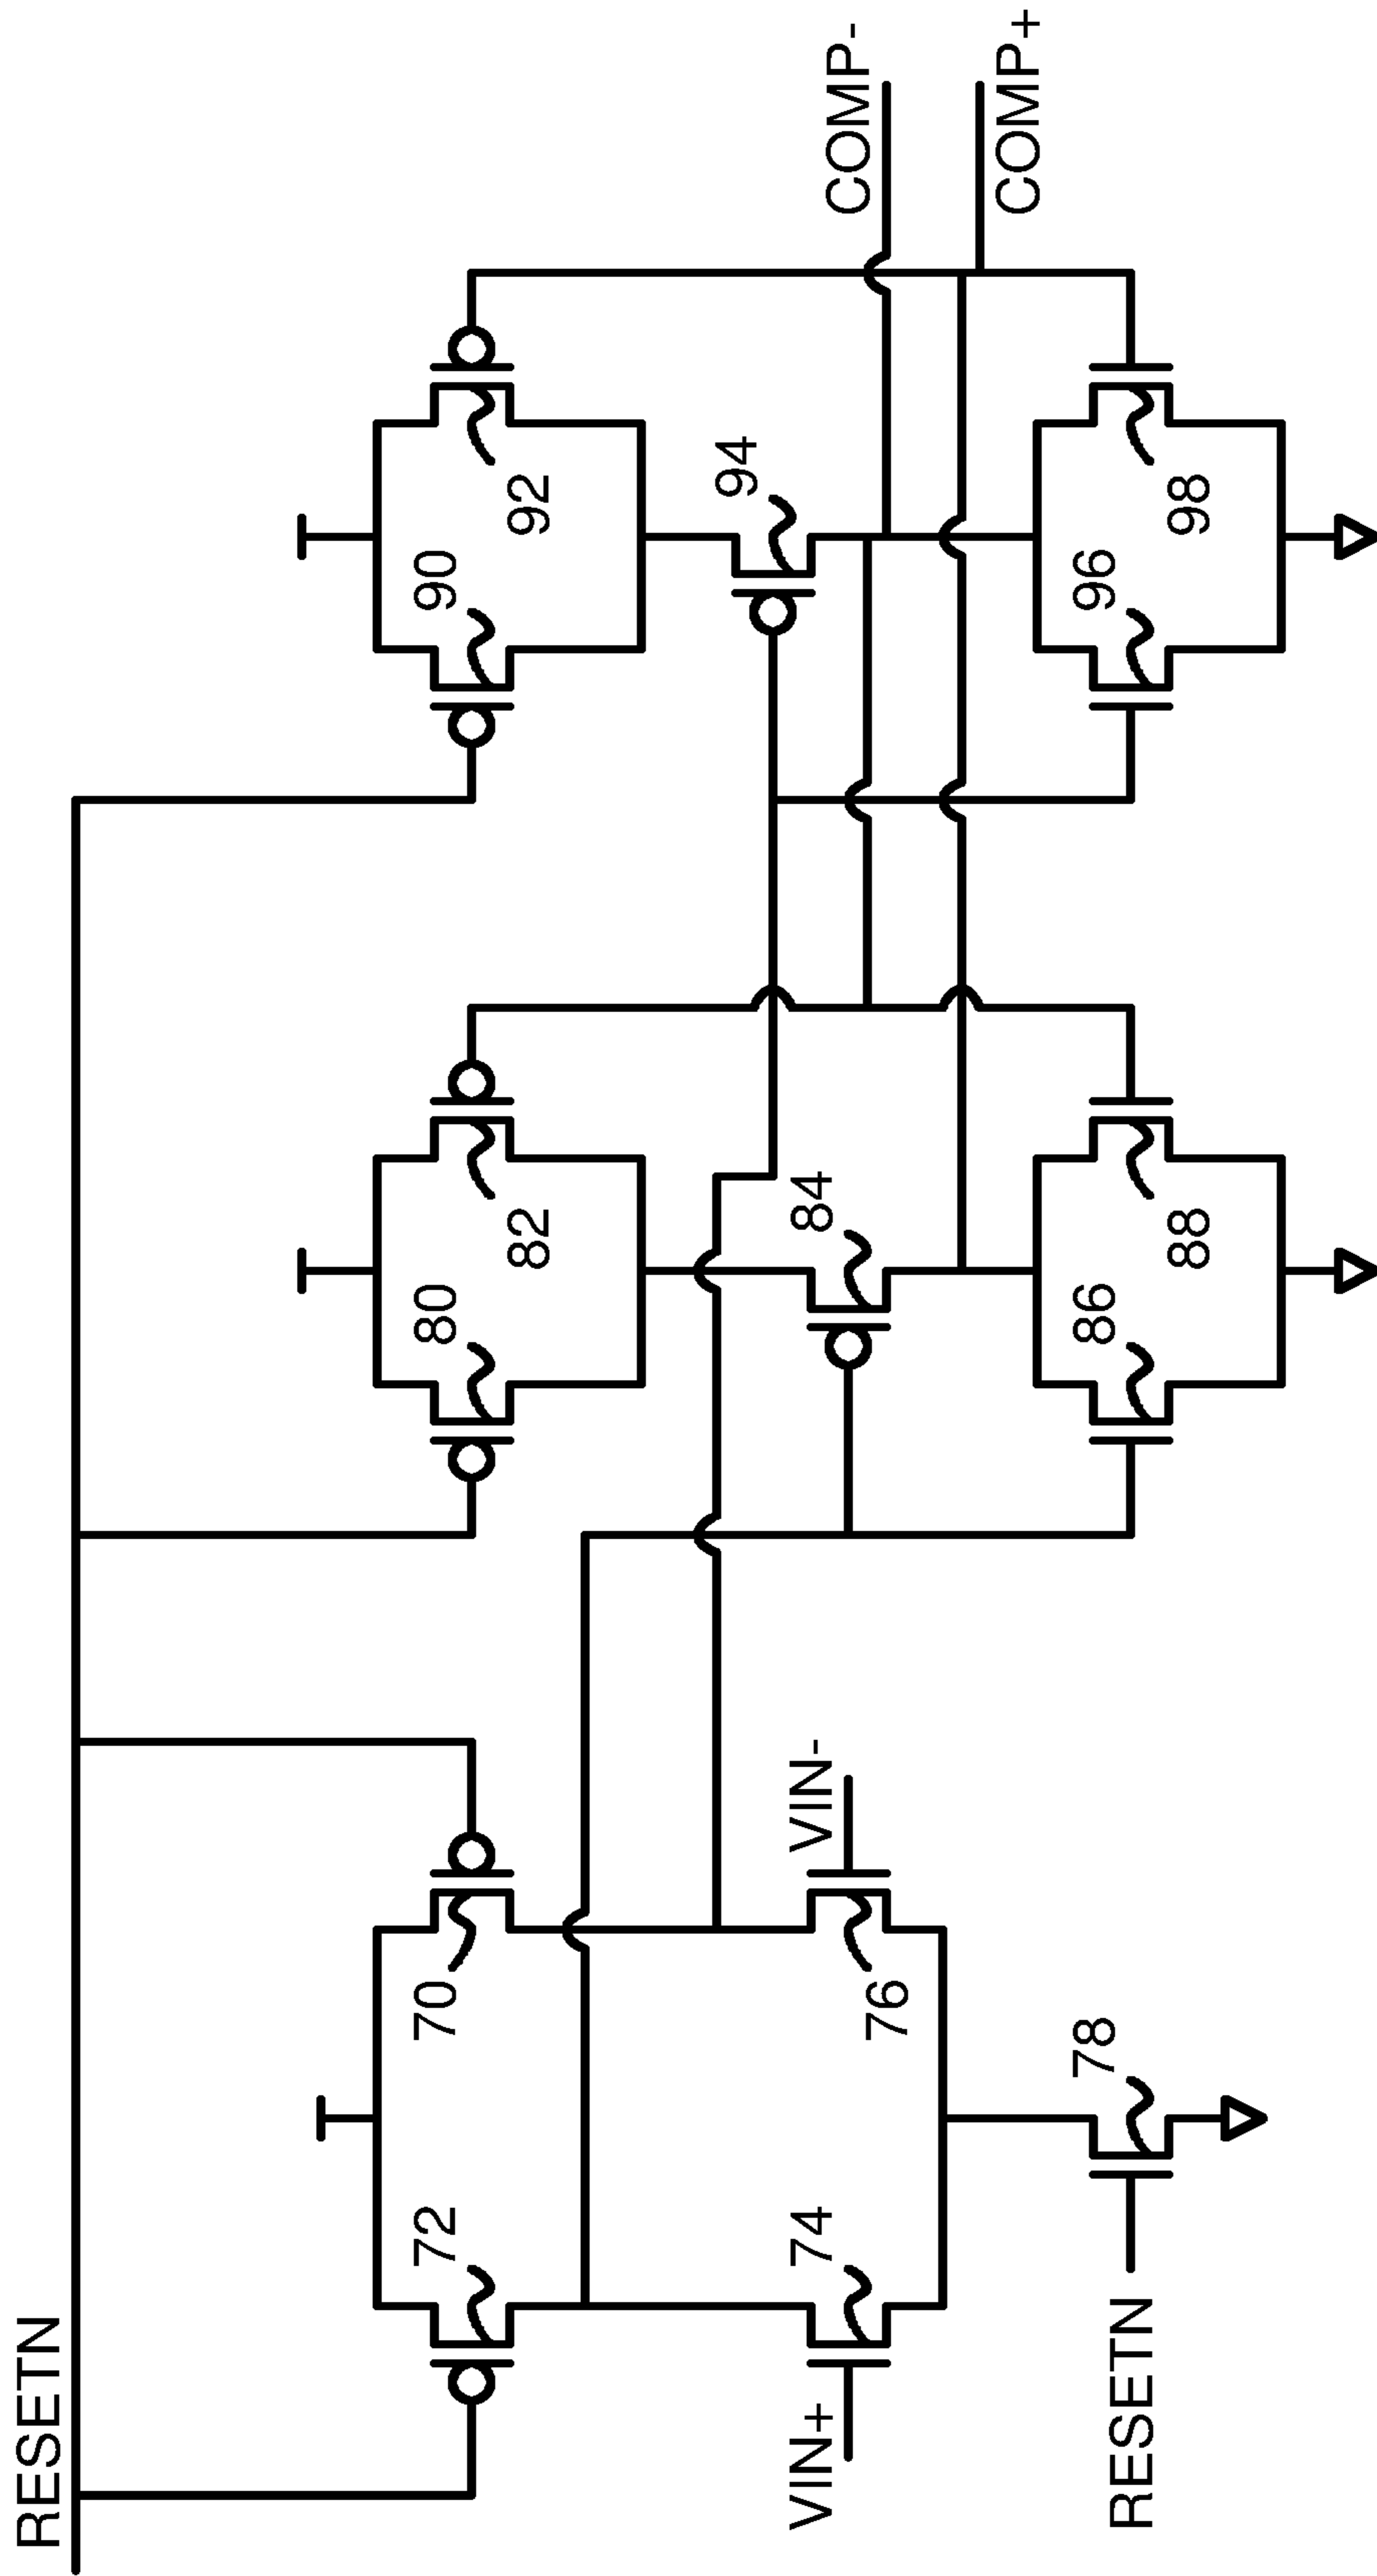 RESETN
72
70
80
82
90
92
94
VIN+
74
76
VIN-
84
COMP-
COMP+
RESETN
78
86
88
96
98